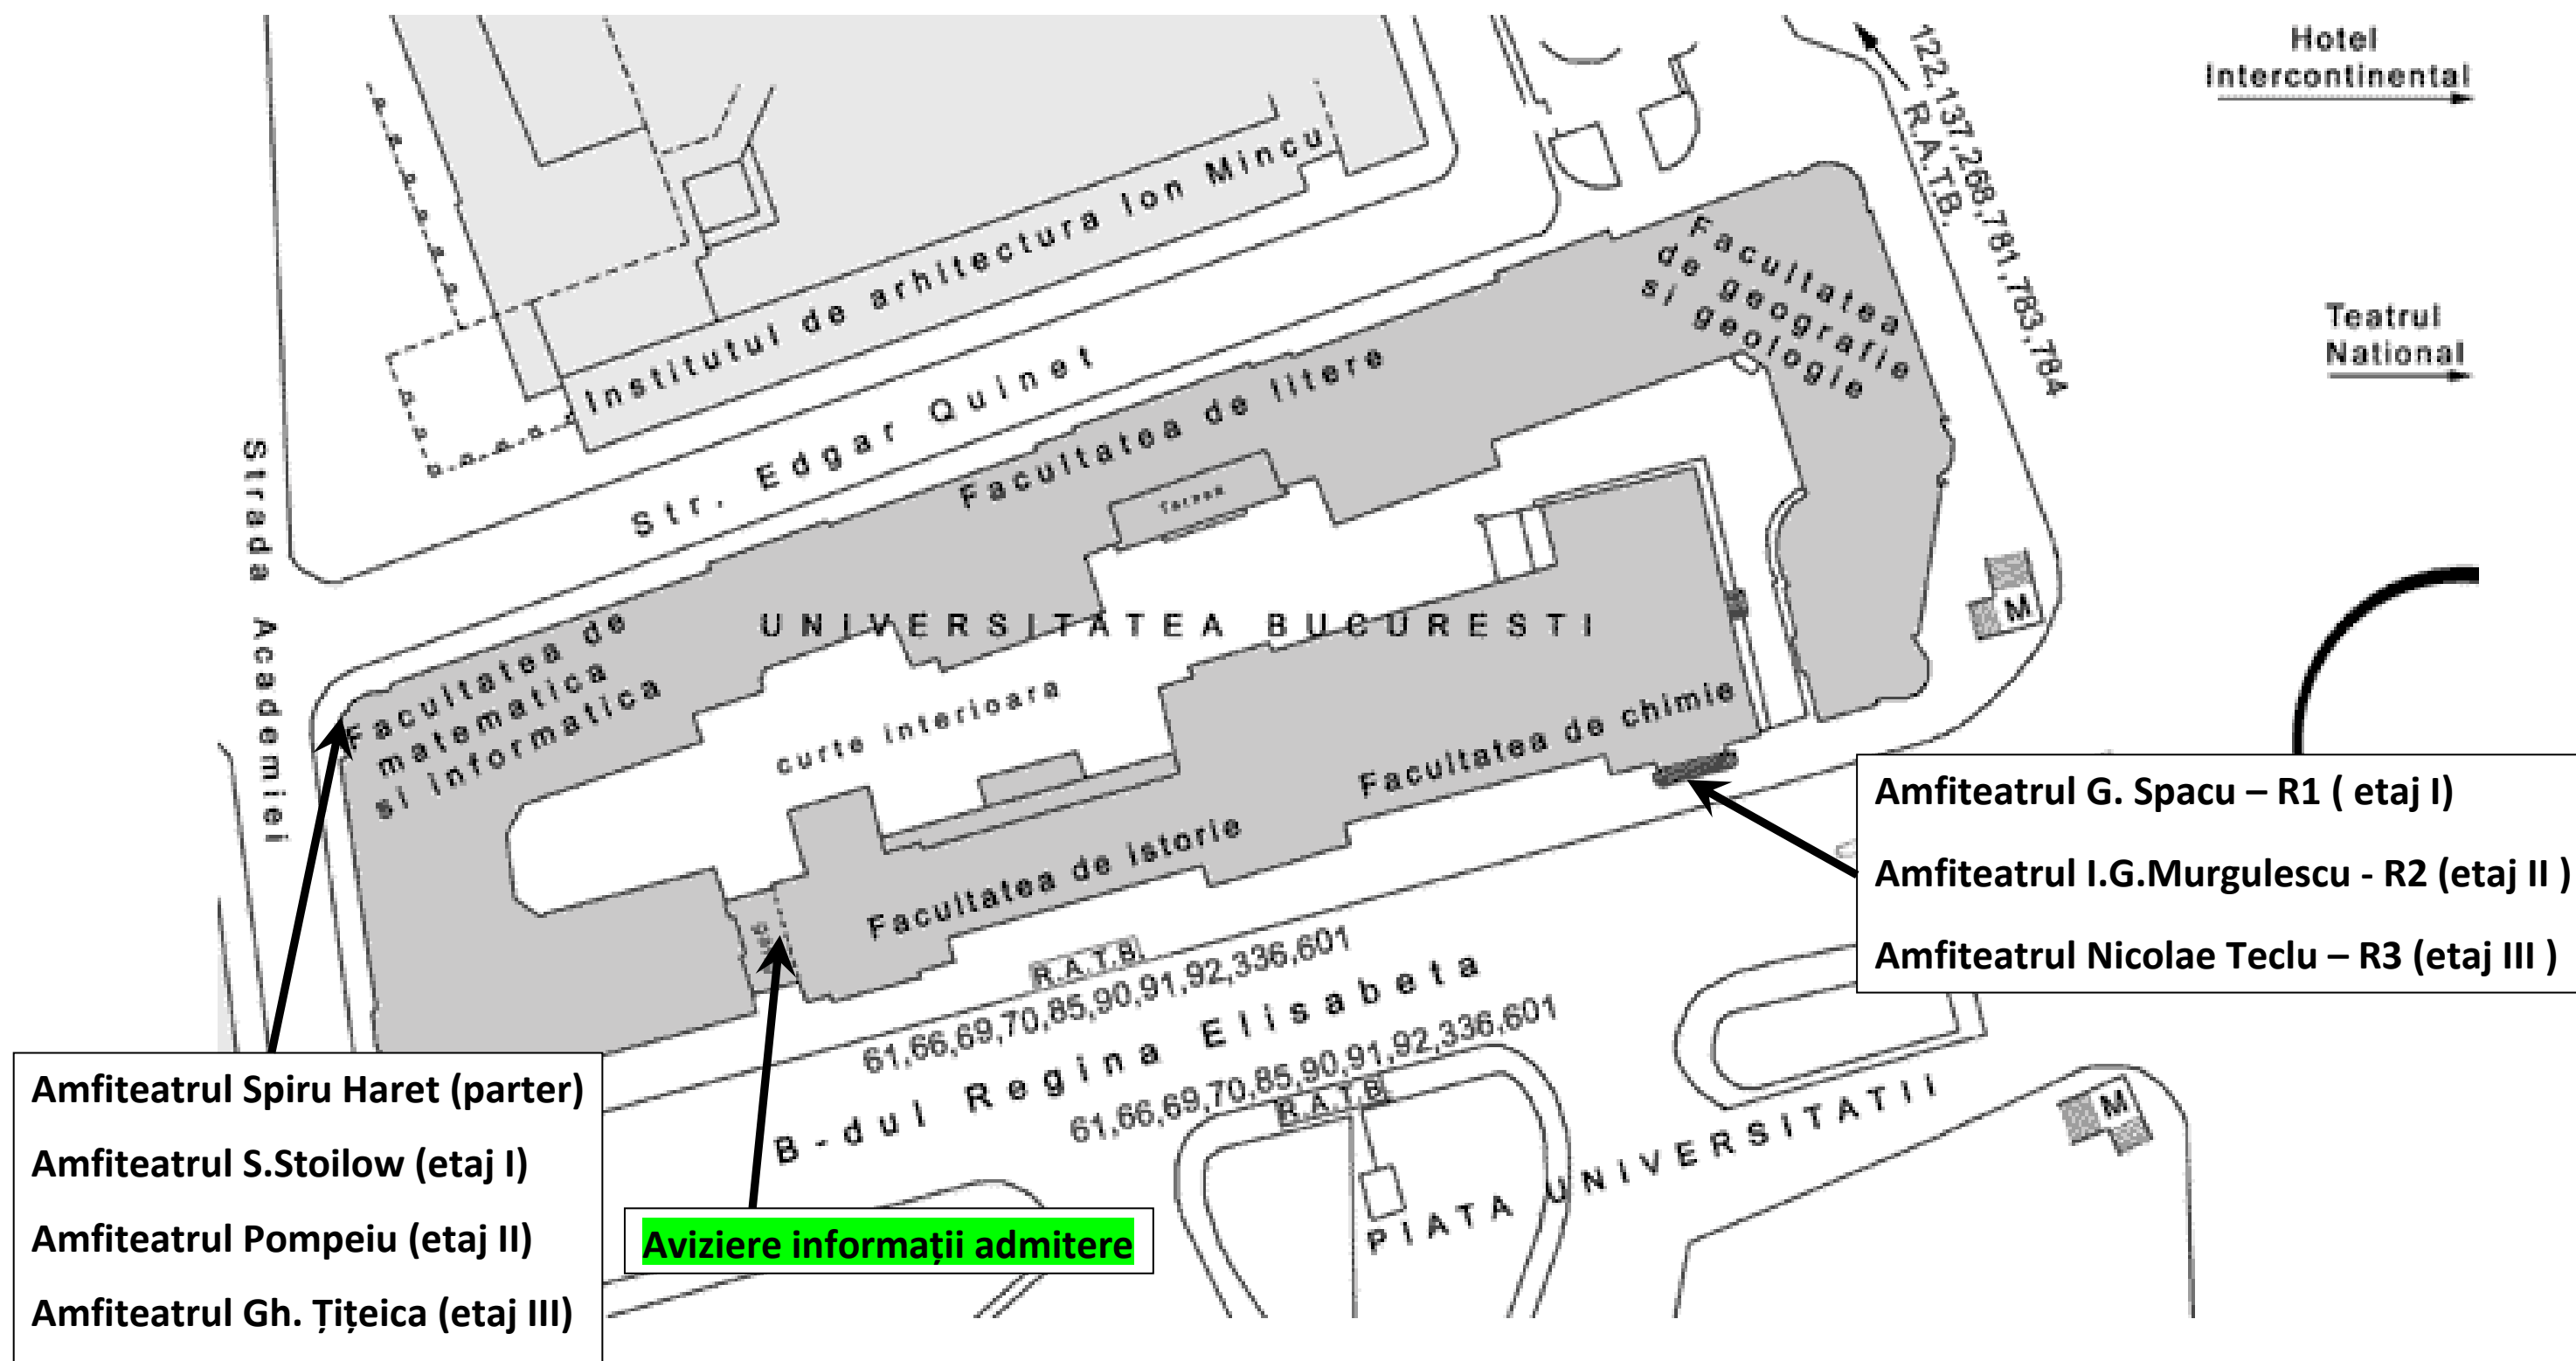 Hotel
Intercontinental
122,137,268,781,783,784
R.A.T.B.
Teatrul
National
Institutul de arhitectura Ion Mincu
Str. Edgar Quinet
Strada Academiei
Facultatea
de geografie
si geologie
Facultatea de litere
Terasa
UNIVERSITATEA BUCURESTI
Facultatea de
matematica
si informatica
curte interioara
Facultatea de chimie
Facultatea de istorie
M
R.A.T.B.
61,66,69,70,85,90,91,92,336,601
B-dul Regina Elisabeta
61,66,69,70,85,90,91,92,336,601
R.A.T.B.
PIATA UNIVERSITATII
M
Amfiteatrul G. Spacu – R1 ( etaj I)
Amfiteatrul I.G.Murgulescu - R2 (etaj II )
Amfiteatrul Nicolae Teclu – R3 (etaj III )
Amfiteatrul Spiru Haret (parter)
Amfiteatrul S.Stoilow (etaj I)
Amfiteatrul Pompeiu (etaj II)
Amfiteatrul Gh. Țițeica (etaj III)
Aviziere informații admitere